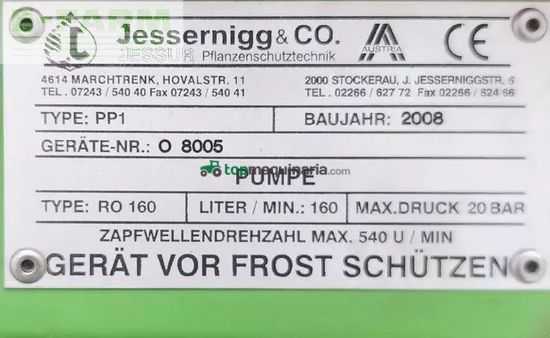 FARM
Jessernigg & CO.
JESSUR Pflanzenschutztechnik
AUSTRIA
CE
4614 MARCHTRENK, HOVALSTR. 11
TEL. 07243 / 540 40 Fax 07243 / 540 41
2000 STOCKERAU, J. JESSERNIGGSTR. 6
TEL. 02266 / 627 72 Fax 02266 / 624 66
TYPE: PP1
BAUJAHR: 2008
GERÄTE-NR.: O 8005
topmaquinaria.com
PUMPE
TYPE: RO 160
LITER / MIN.: 160
MAX.DRUCK 20 BAR
ZAPFWELLENDREHZAHL MAX. 540 U / MIN
GERÄT VOR FROST SCHÜTZEN